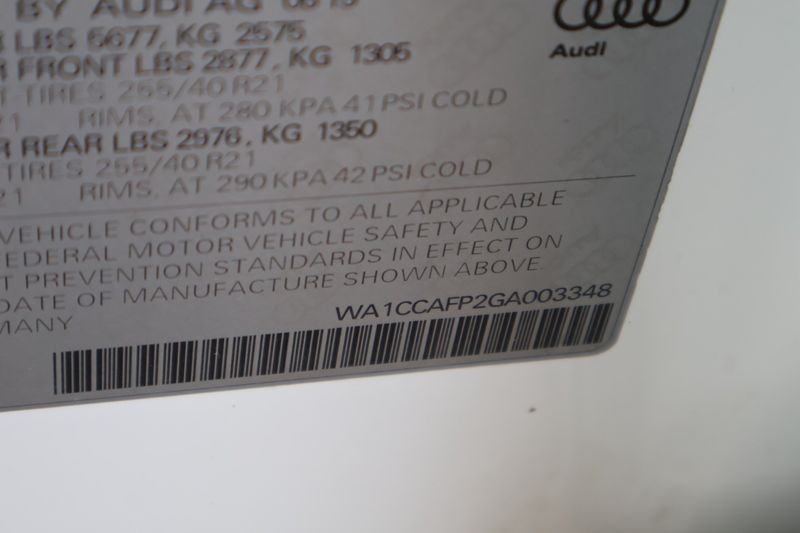 BY AUDI AG
LBS 5677, KG 2575
FRONT LBS 2877, KG 1305
TIRES 255/40 R21
RIMS, AT 280 KPA 41 PSI COLD
REAR LBS 2976, KG 1350
TIRES 255/40 R21
21 RIMS, AT 290 KPA 42 PSI COLD
VEHICLE CONFORMS TO ALL APPLICABLE
FEDERAL MOTOR VEHICLE SAFETY AND
T PREVENTION STANDARDS IN EFFECT ON
DATE OF MANUFACTURE SHOWN ABOVE.
MANY
WA1CCAFP2GA003348
Audi